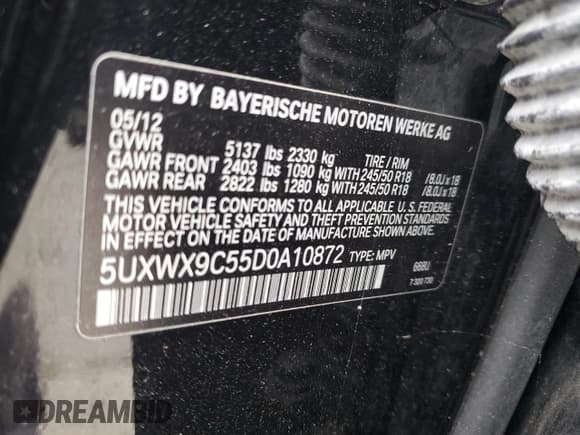 MFD BY BAYERISCHE MOTOREN WERKE AG
05/12
GVWR 5137 lbs 2330 kg TIRE / RIM
GAWR FRONT 2403 lbs 1090 kg WITH 245/50 R18 / 8.0J x 18
GAWR REAR 2822 lbs 1280 kg WITH 245/50 R18 / 8.0J x 18
THIS VEHICLE CONFORMS TO ALL APPLICABLE U.S. FEDERAL
MOTOR VEHICLE SAFETY AND THEFT PREVENTION STANDARDS
IN EFFECT ON THE DATE OF MANUFACTURE SHOWN ABOVE.
5UXWX9C55D0A10872 TYPE: MPV
DREAMBID